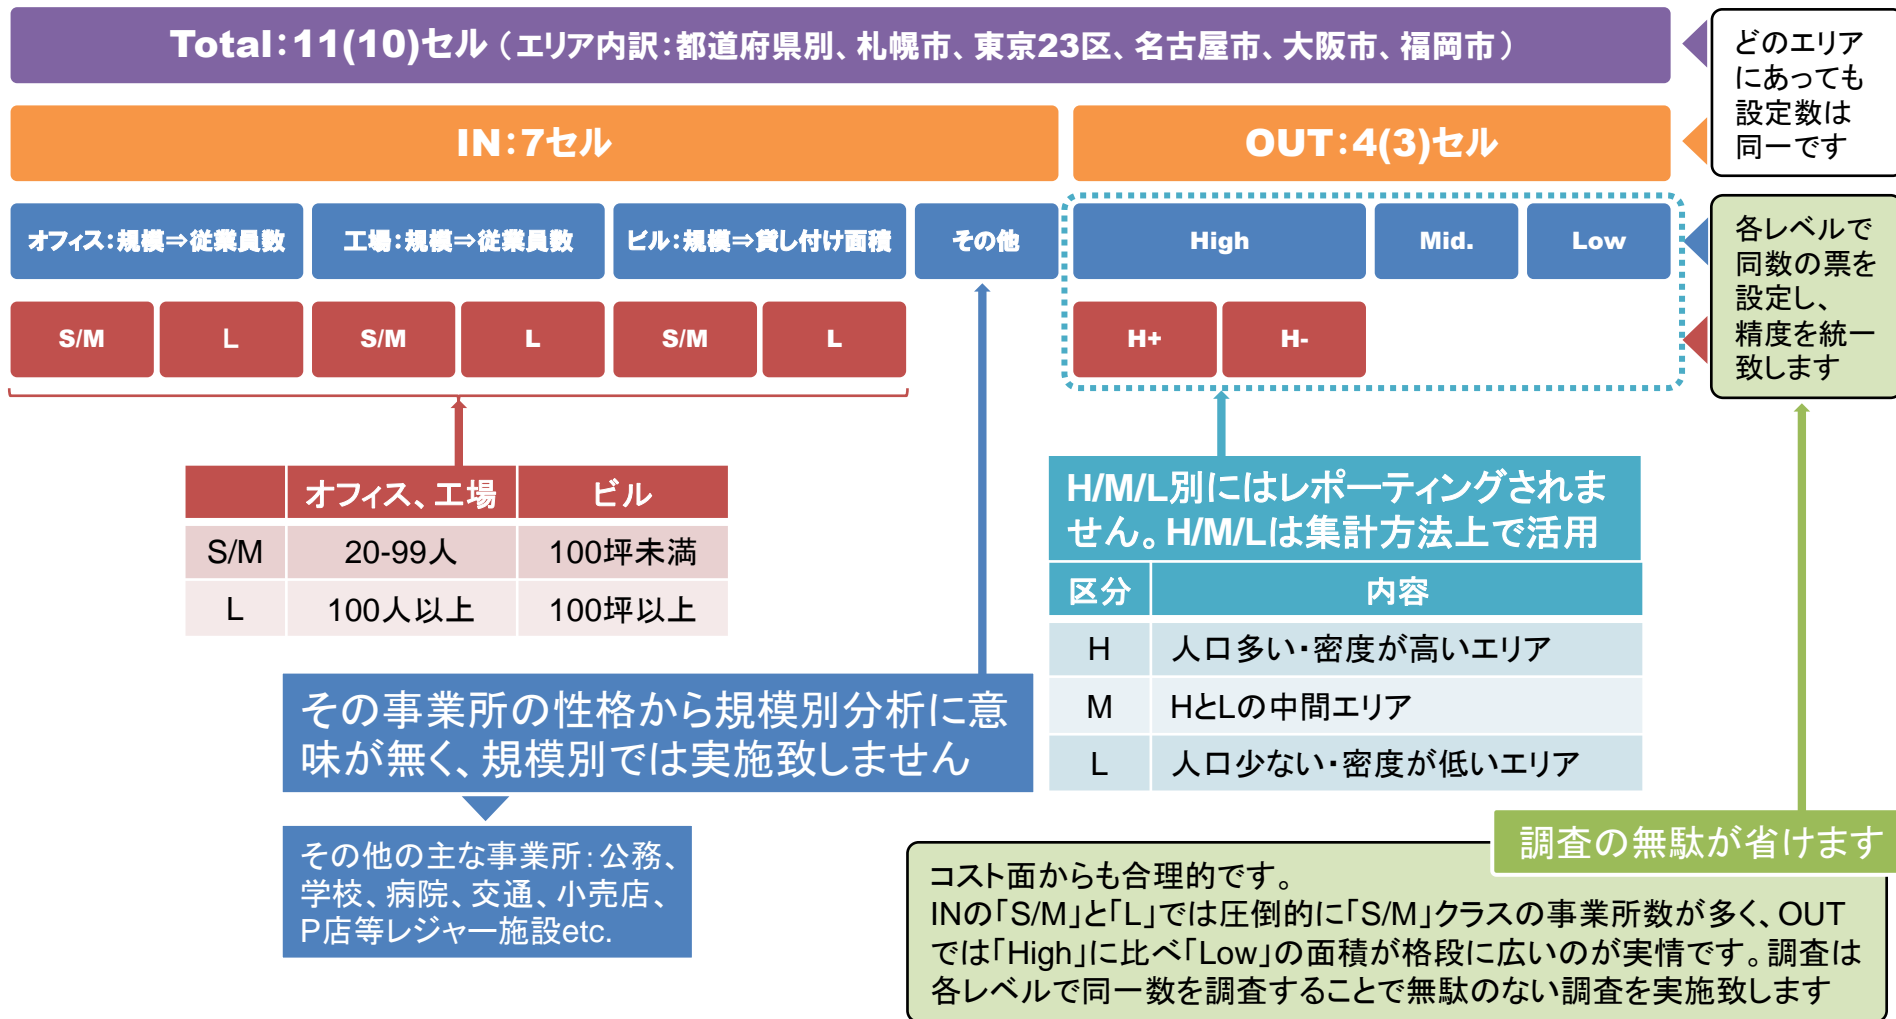 Total：11(10)セル（エリア内訳：都道府県別、札幌市、東京23区、名古屋市、大阪市、福岡市）
どのエリア
にあっても
設定数は
同一です
IN：7セル
OUT：4(3)セル
オフィス：規模⇒従業員数
工場：規模⇒従業員数
ビル：規模⇒貸し付け面積
その他
High
Mid.
Low
各レベルで
同数の票を
設定し、
精度を統一
致します
S/M
L
S/M
L
S/M
L
H+
H-
オフィス、工場
ビル
S/M
20-99人
100坪未満
L
100人以上
100坪以上
H/M/L別にはレポーティングされま
せん。H/M/Lは集計方法上で活用
区分
内容
H
人口多い・密度が高いエリア
M
HとLの中間エリア
L
人口少ない・密度が低いエリア
その事業所の性格から規模別分析に意
味が無く、規模別では実施致しません
その他の主な事業所：公務、
学校、病院、交通、小売店、
P店等レジャー施設etc.
調査の無駄が省けます
コスト面からも合理的です。
INの「S/M」と「L」では圧倒的に「S/M」クラスの事業所数が多く、OUT
では「High」に比べ「Low」の面積が格段に広いのが実情です。調査は
各レベルで同一数を調査することで無駄のない調査を実施致します